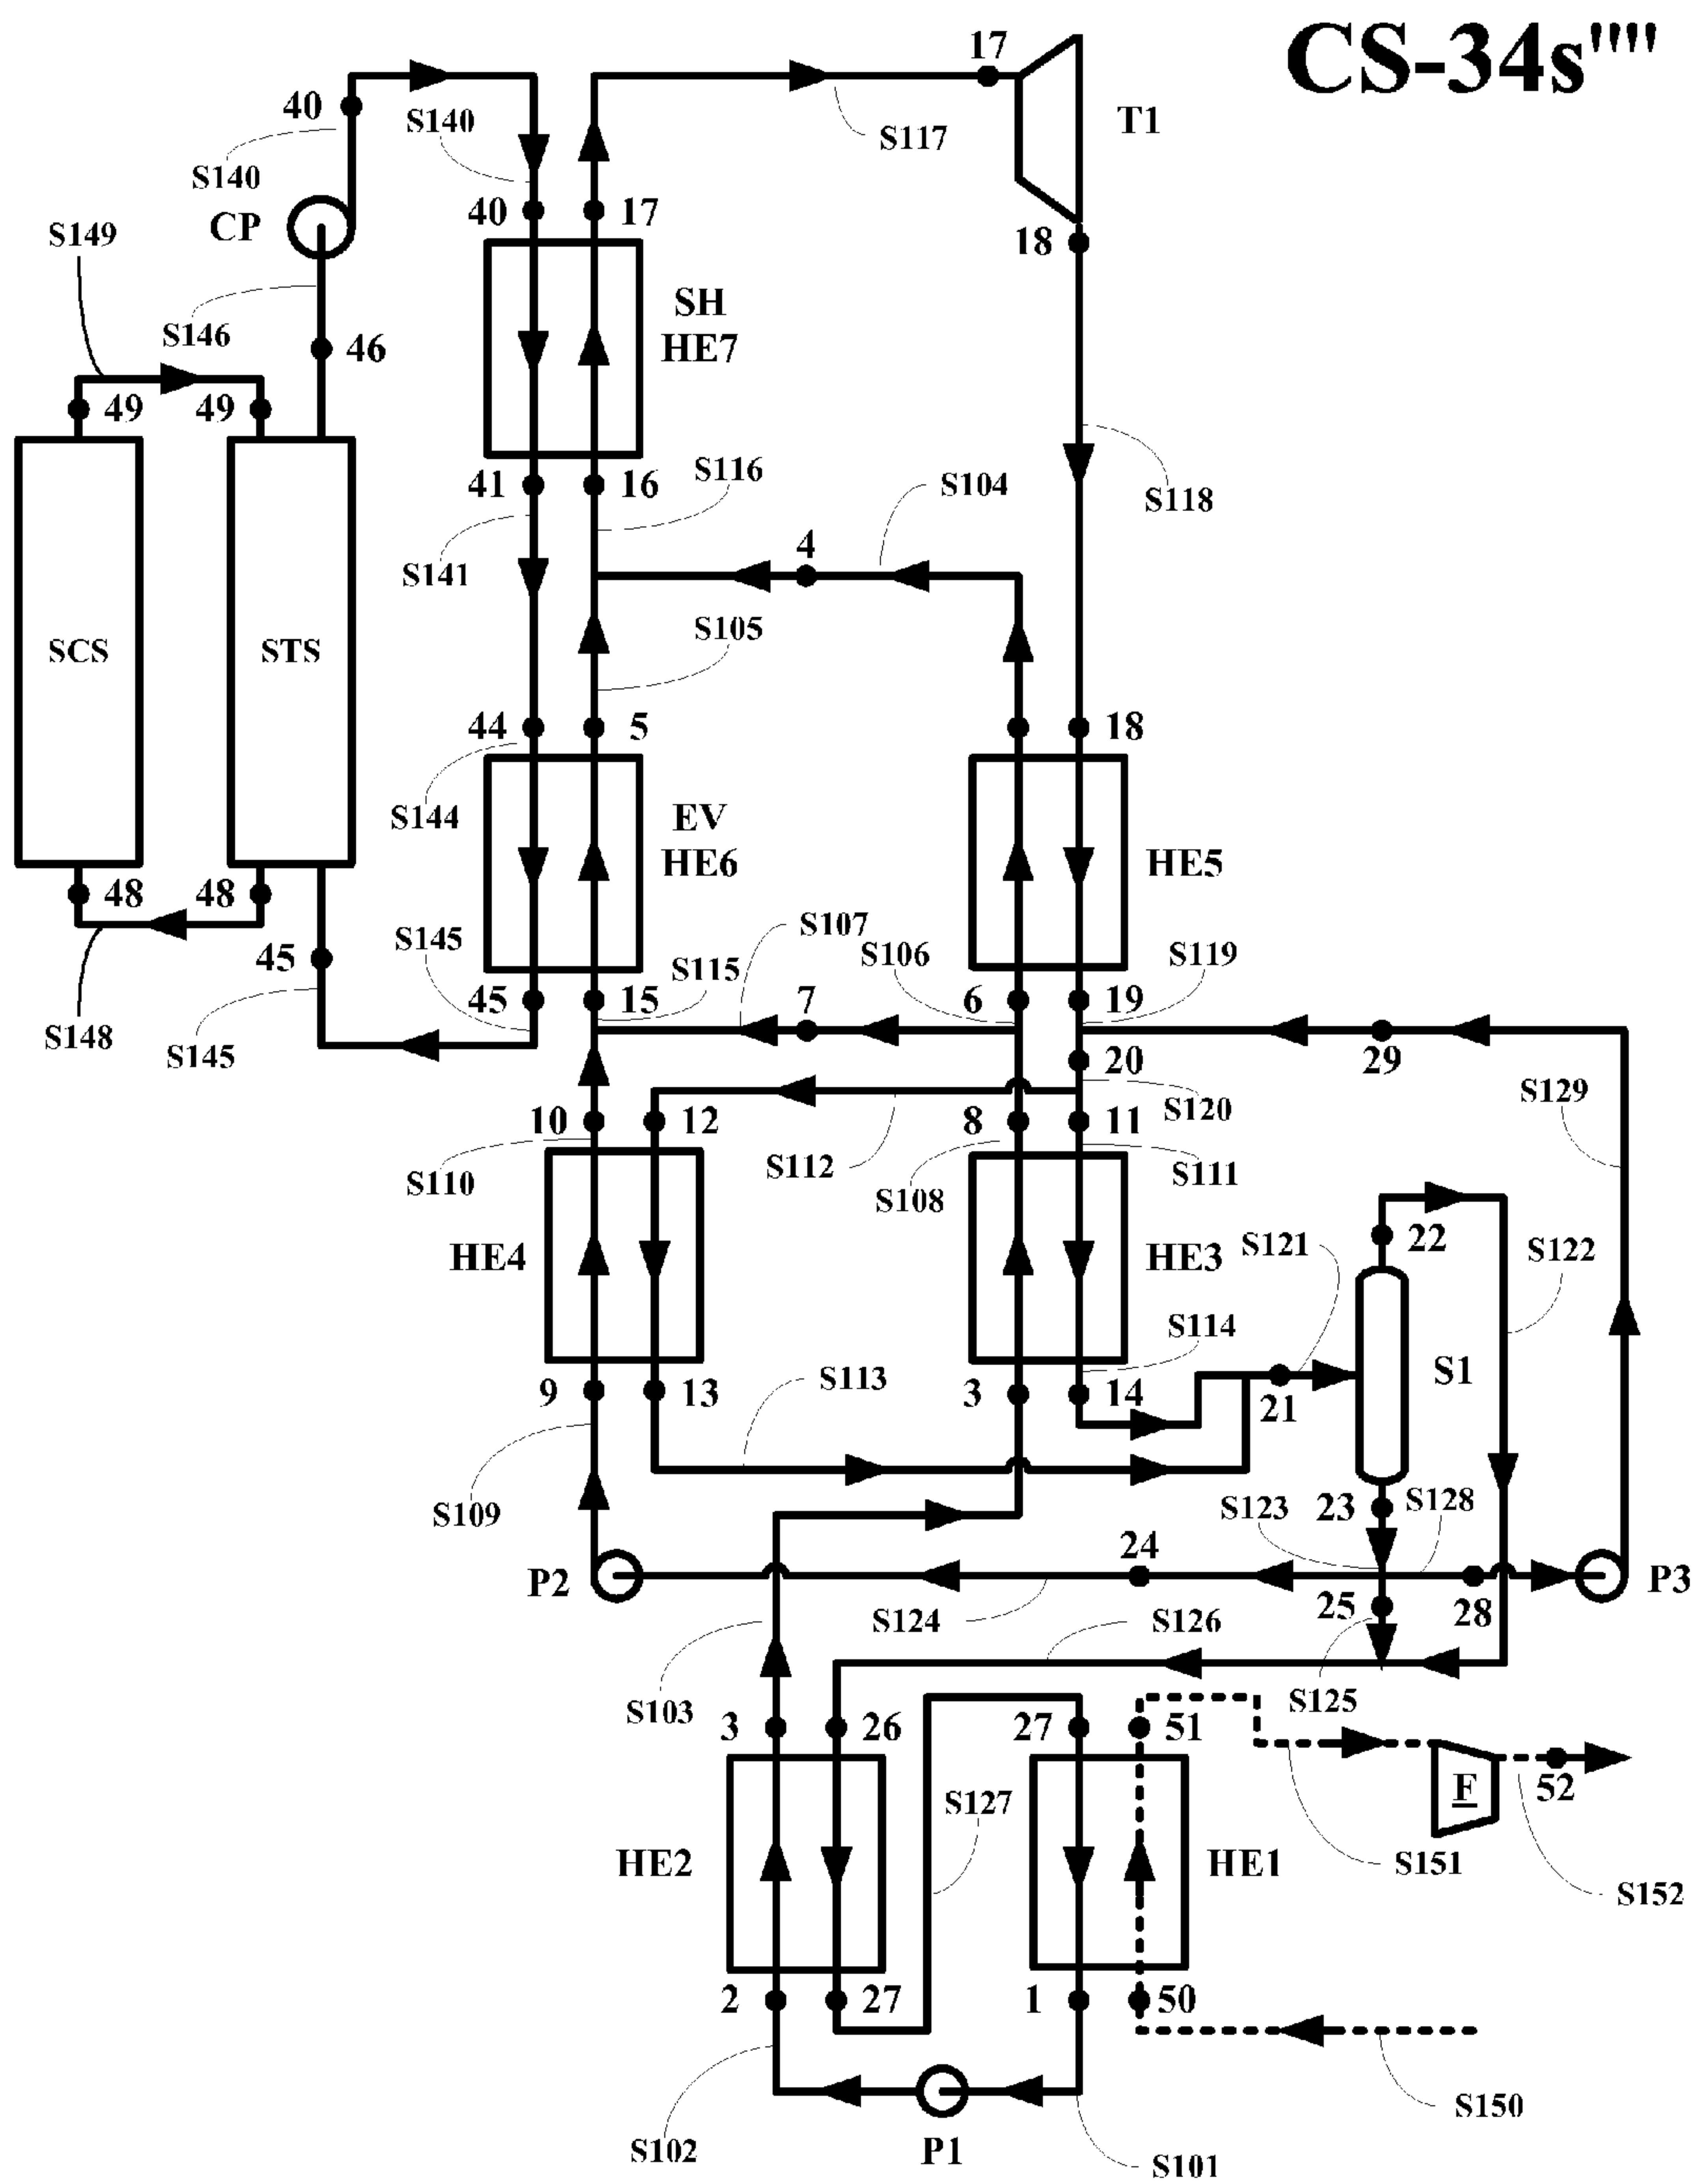 CS-34s""
17
40
S140
S117
T1
S140
CP
40
17
18
S149
SH
HE7
S146
46
49
49
41
16
S116
S104
S118
S141
4
SCS
STS
S105
44
5
18
S144
EV
HE6
HE5
48
48
S145
S107
S106
S119
45
S115
45
15
7
6
19
S148
S145
20
29
S129
10
12
8
11
S120
S110
S112
S108
S111
HE4
HE3
S121
22
S122
S114
S1
9
13
S113
3
14
21
S109
S123
23
S128
P2
24
P3
S124
S126
25
28
S103
S125
3
26
27
51
S127
F
52
HE2
HE1
S151
S152
2
27
1
50
S102
P1
S101
S150